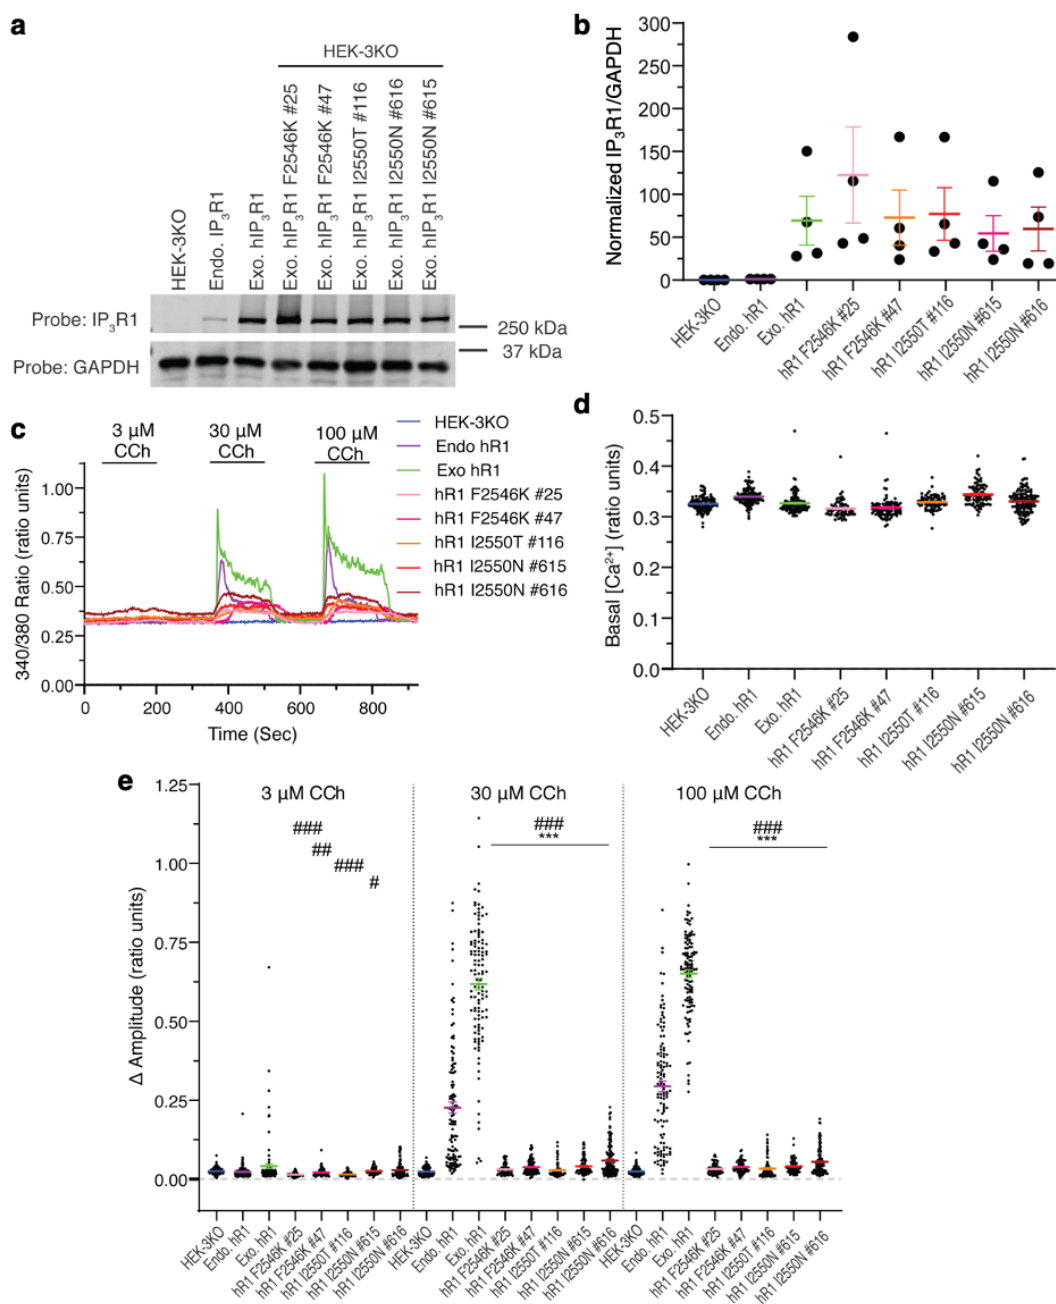 a
HEK-3KO
HEK-3KO
Endo. IP3R1
Exo. hIP3R1
Exo. hIP3R1 F2546K #25
Exo. hIP3R1 F2546K #47
Exo. hIP3R1 I2550T #116
Exo. hIP3R1 I2550N #616
Exo. hIP3R1 I2550N #615
Probe: IP3R1
250 kDa
37 kDa
Probe: GAPDH
b
Normalized IP3R1/GAPDH
300
250
200
150
100
50
0
HEK-3KO
Endo. hR1
Exo. hR1
hR1 F2546K #25
hR1 F2546K #47
hR1 I2550T #116
hR1 I2550N #615
hR1 I2550N #616
c
3 µM CCh
30 µM CCh
100 µM CCh
340/380 Ratio (ratio units)
1.00
0.75
0.50
0.25
0.00
0
200
400
600
800
Time (Sec)
HEK-3KO
Endo hR1
Exo hR1
hR1 F2546K #25
hR1 F2546K #47
hR1 I2550T #116
hR1 I2550N #615
hR1 I2550N #616
d
Basal [Ca²⁺] (ratio units)
0.5
0.4
0.3
0.2
0.1
0.0
HEK-3KO
Endo. hR1
Exo. hR1
hR1 F2546K #25
hR1 F2546K #47
hR1 I2550T #116
hR1 I2550N #615
hR1 I2550N #616
e
Δ Amplitude (ratio units)
1.25
1.00
0.75
0.50
0.25
0.00
3 µM CCh
30 µM CCh
100 µM CCh
###
##
###
#
###
***
###
***
HEK-3KO
Endo. hR1
Exo. hR1
hR1 F2546K #25
hR1 F2546K #47
hR1 I2550T #116
hR1 I2550N #615
hR1 I2550N #616
HEK-3KO
Endo. hR1
Exo. hR1
hR1 F2546K #25
hR1 F2546K #47
hR1 I2550T #116
hR1 I2550N #615
hR1 I2550N #616
HEK-3KO
Endo. hR1
Exo. hR1
hR1 F2546K #25
hR1 F2546K #47
hR1 I2550T #116
hR1 I2550N #615
hR1 I2550N #616